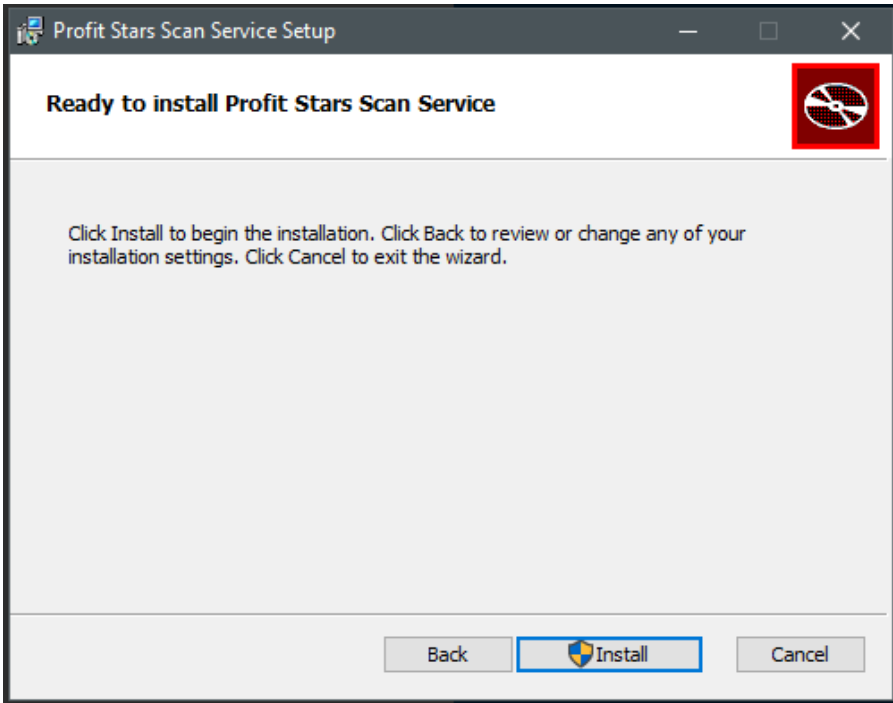 Profit Stars Scan Service Setup
Ready to install Profit Stars Scan Service
Click Install to begin the installation. Click Back to review or change any of your
installation settings. Click Cancel to exit the wizard.
Back Install Cancel